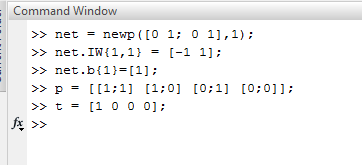 Command Window
>> net = newp([0 1; 0 1],1);
>> net.IW{1,1} = [-1 1];
>> net.b{1}=[1];
>> p = [[1;1] [1;0] [0;1] [0;0]];
>> t = [1 0 0 0];
fx >>